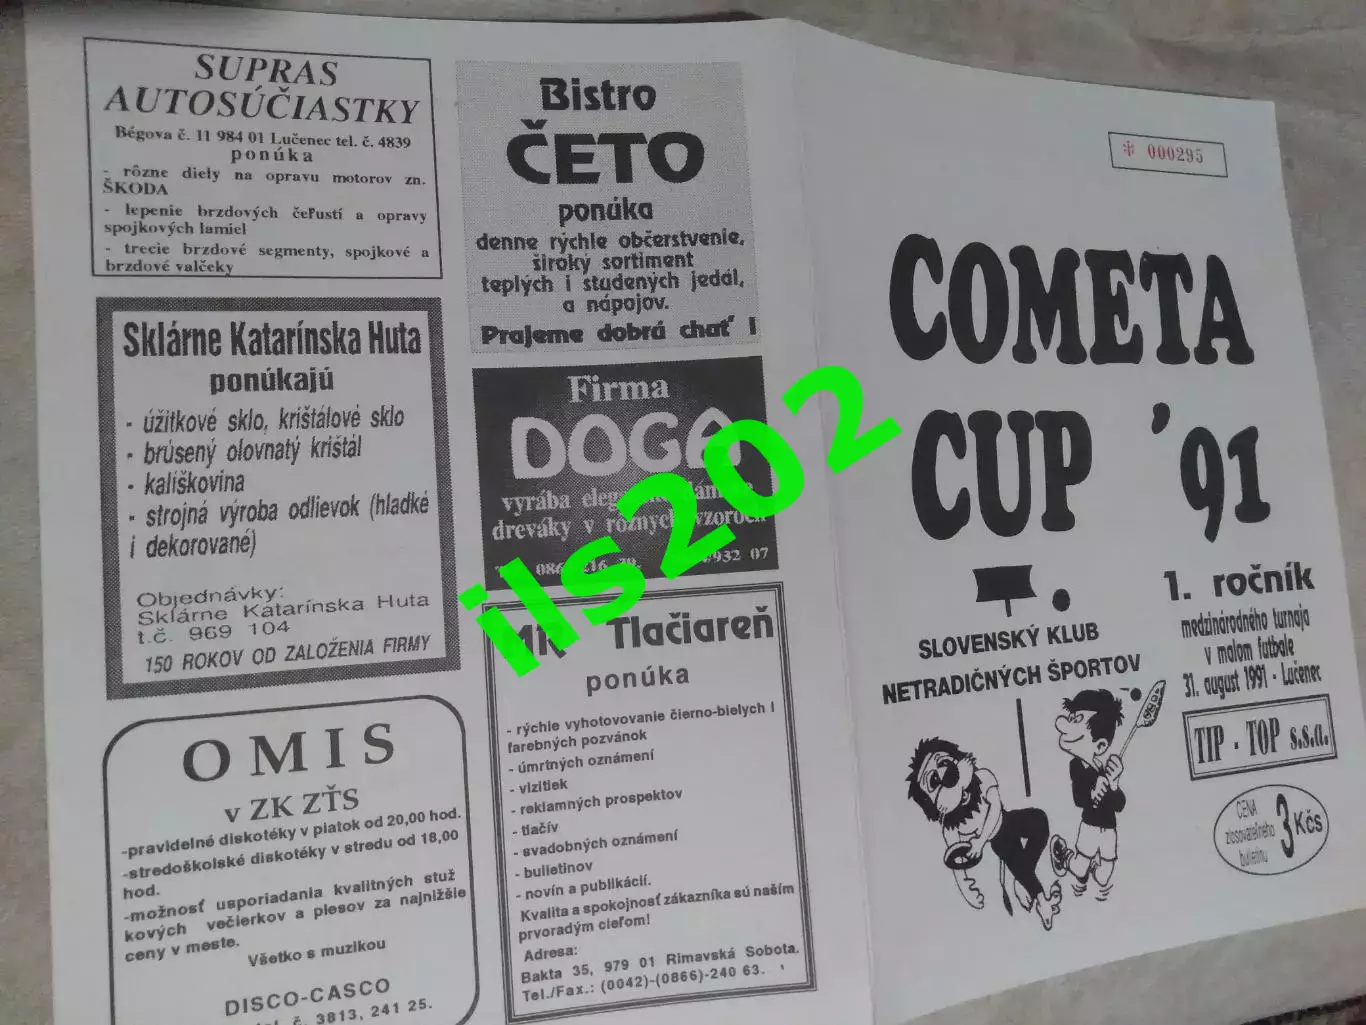 SUPRAS
AUTOSÚČIASTKY
Bégova č. 11 984 01 Lučenec tel. č. 4839
ponúka
- rôzne diely na opravu motorov zn.
ŠKODA
- lepenie brzdových čeľustí a opravy
spojkových lamiel
- trecie brzdové segmenty, spojkové a
brzdové valčeky
Sklárne Katarínska Huta
ponúkajú
- úžitkové sklo, krištálové sklo
- brúsený olovnatý krištál
- kališkovina
- strojná výroba odlievok (hladké
i dekorované)
Objednávky:
Sklárne Katarínska Huta
t.č. 969 104
150 ROKOV OD ZALOŽENIA FIRMY
OMIS
v ZK ZŤS
-pravidelné diskotéky v piatok od 20,00 hod.
-stredoškolské diskotéky v stredu od 18,00
hod.
-možnosť usporiadania kvalitných stuž
kových večierkov a plesov za najnižšie
ceny v meste.
Všetko s muzikou
DISCO-CASCO
tel. č. 3813, 241 25.
Bistro
ČETO
ponúka
denne rýchle občerstvenie,
široký sortiment
teplých i studených jedál,
a nápojov.
Prajeme dobrá chať !
Firma
DOGA
vyrába
dreváky v rôznych vzoroch
932 07
Tlačiareň
ponúka
- rýchle vyhotovovanie čierno-bielych i
farebných pozvánok
- úmrtných oznámení
- vizitiek
- reklamných prospektov
- tlačív
- svadobných oznámení
- bulletinov
- novín a publikácií.
Kvalita a spokojnosť zákazníka sú naším
prvoradým cieľom!
Adresa:
Bakta 35, 979 01 Rimavská Sobota.
Tel./Fax.: (0042)-(0866)-240 63.
* 000295
COMETA
CUP '91
SLOVENSKÝ KLUB
NETRADIČNÝCH ŠPORTOV
1. ročník
medzinárodného turnaja
v malom futbale
31. august 1991 - Lučenec
TIP - TOP s.s.a.
CENA
zlosovateľného
bulletinu
3 Kčs
ils202